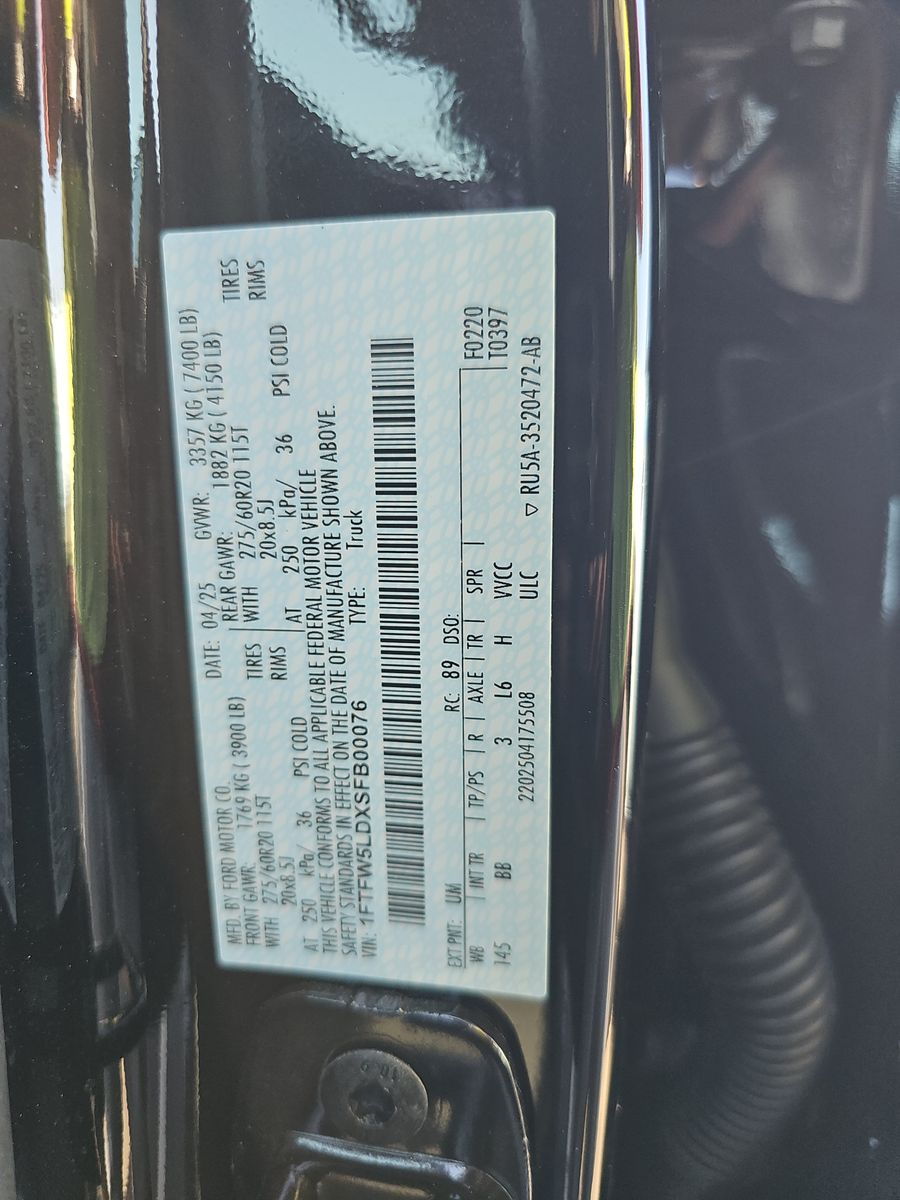 MFD. BY FORD MOTOR CO.
DATE: 04/25 GVWR: 3357 KG ( 7400 LB)
FRONT GAWR: 1769 KG ( 3900 LB) REAR GAWR: 1882 KG ( 4150 LB)
WITH 275/60R20 115T TIRES WITH 275/60R20 115T TIRES
20x8.5J RIMS 20x8.5J RIMS
AT 250 kPa/ 36 PSI COLD AT 250 kPa/ 36 PSI COLD
THIS VEHICLE CONFORMS TO ALL APPLICABLE FEDERAL MOTOR VEHICLE
SAFETY STANDARDS IN EFFECT ON THE DATE OF MANUFACTURE SHOWN ABOVE.
VIN: 1FTFW5LDXSFB00076 TYPE: Truck
EXT PNT: UM RC: 89 DSO:
WB INT TR TP/PS R AXLE TR SPR F0220
145 BB 3 L6 H VVCC T0397
2202504175508 ULC ▽ RU5A-3520472-AB